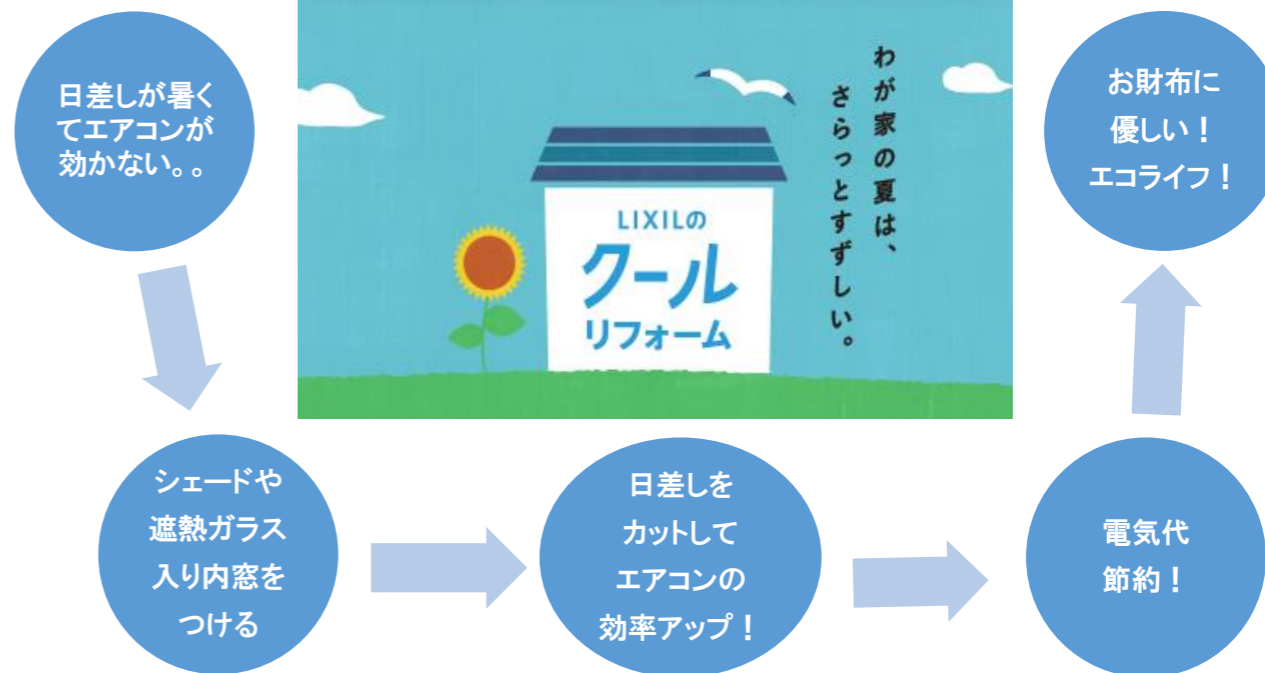 日差しが暑く
てエアコンが
効かない。。
わが家の夏は、
さらっとすずしい。
LIXILの
クール
リフォーム
シェードや
遮熱ガラス
入り内窓を
つける
日差しを
カットして
エアコンの
効率アップ！
電気代
節約！
お財布に
優しい！
エコライフ！